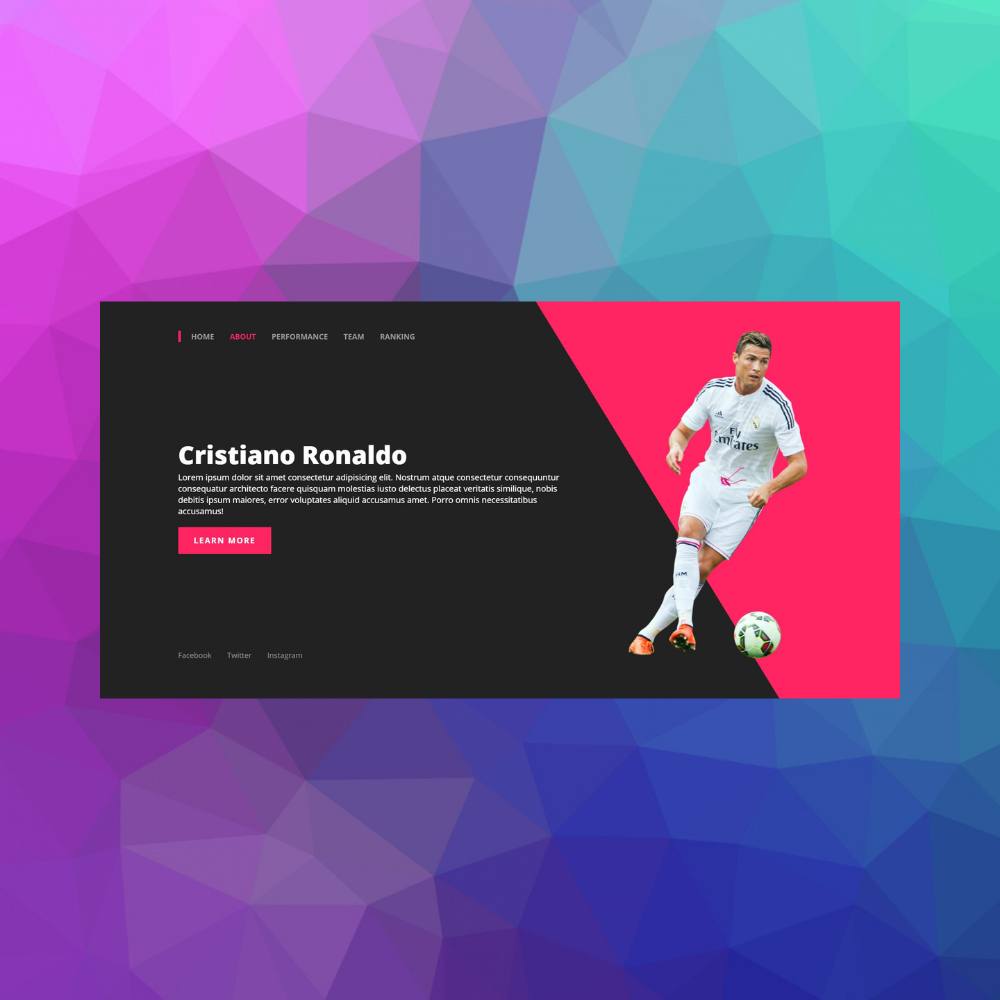 HOME ABOUT PERFORMANCE TEAM RANKING
Cristiano Ronaldo
Lorem ipsum dolor sit amet consectetur adipisicing elit. Nostrum atque consectetur consequuntur
consequatur architecto facere quisquam molestias iusto delectus placeat veritatis similique, nobis
debitis ipsum maiores, error voluptates aliquid accusamus amet. Porro omnis necessitatibus
accusamus!
LEARN MORE
Fly
Emirates
Facebook Twitter Instagram